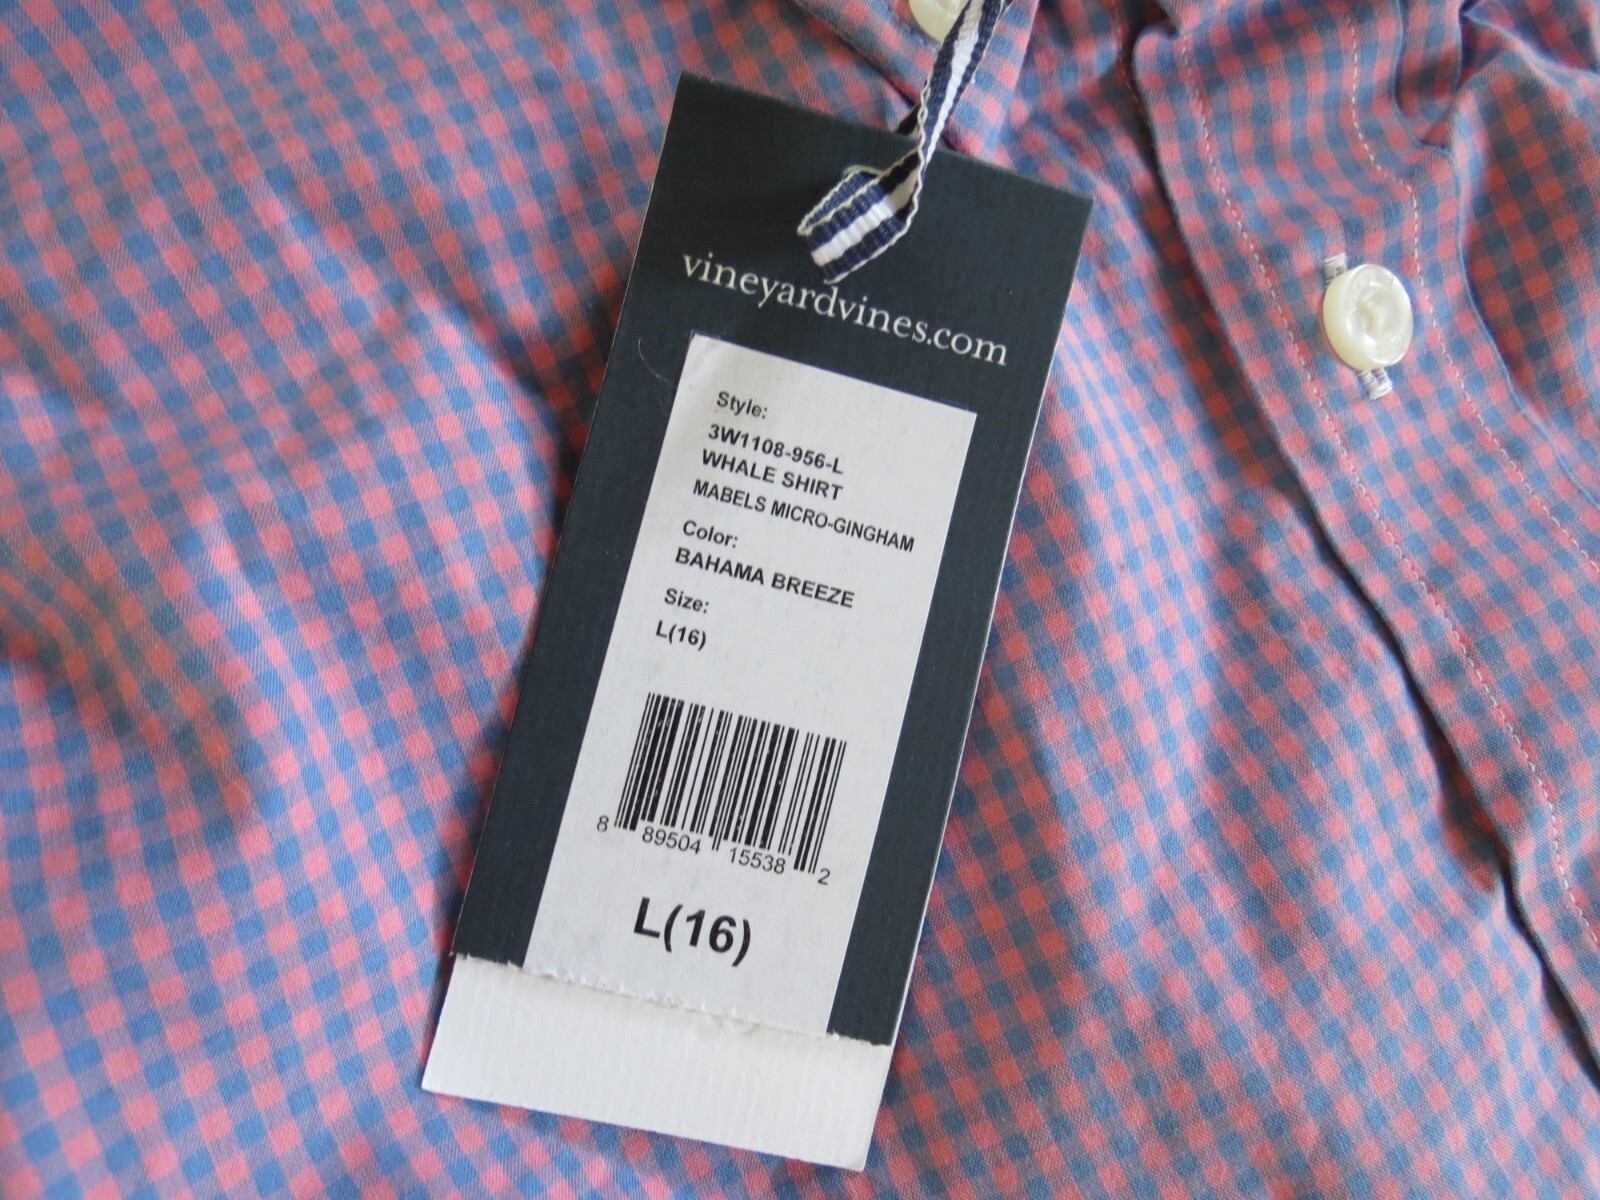 vineyardvines.com
Style:
3W1108-956-L
WHALE SHIRT
MABELS MICRO-GINGHAM
Color:
BAHAMA BREEZE
Size:
L(16)
8 89504 15538 2
L(16)